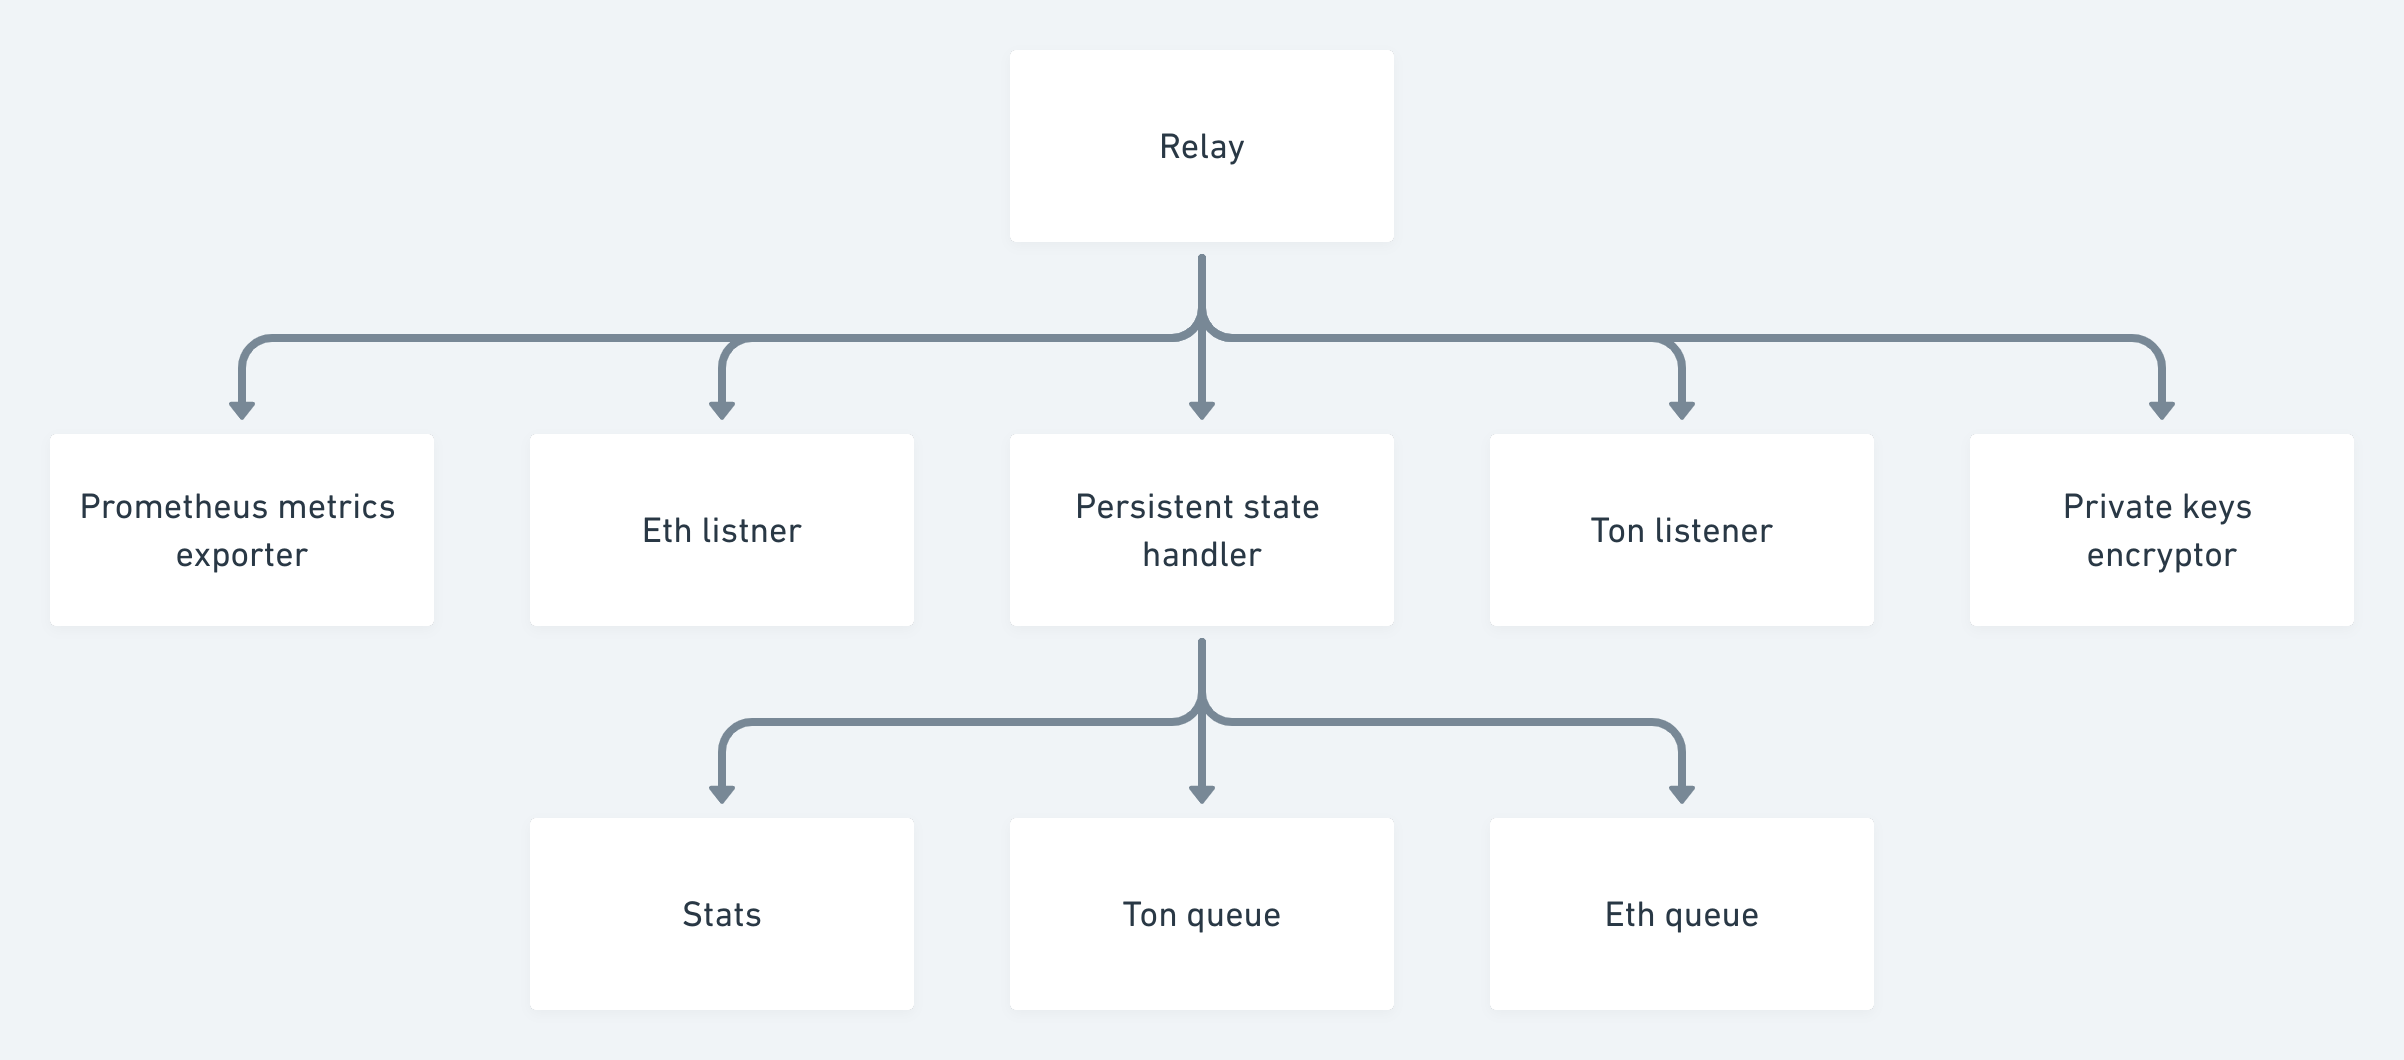 Relay
Prometheus metrics
exporter
Eth listner
Persistent state
handler
Ton listener
Private keys
encryptor
Stats
Ton queue
Eth queue